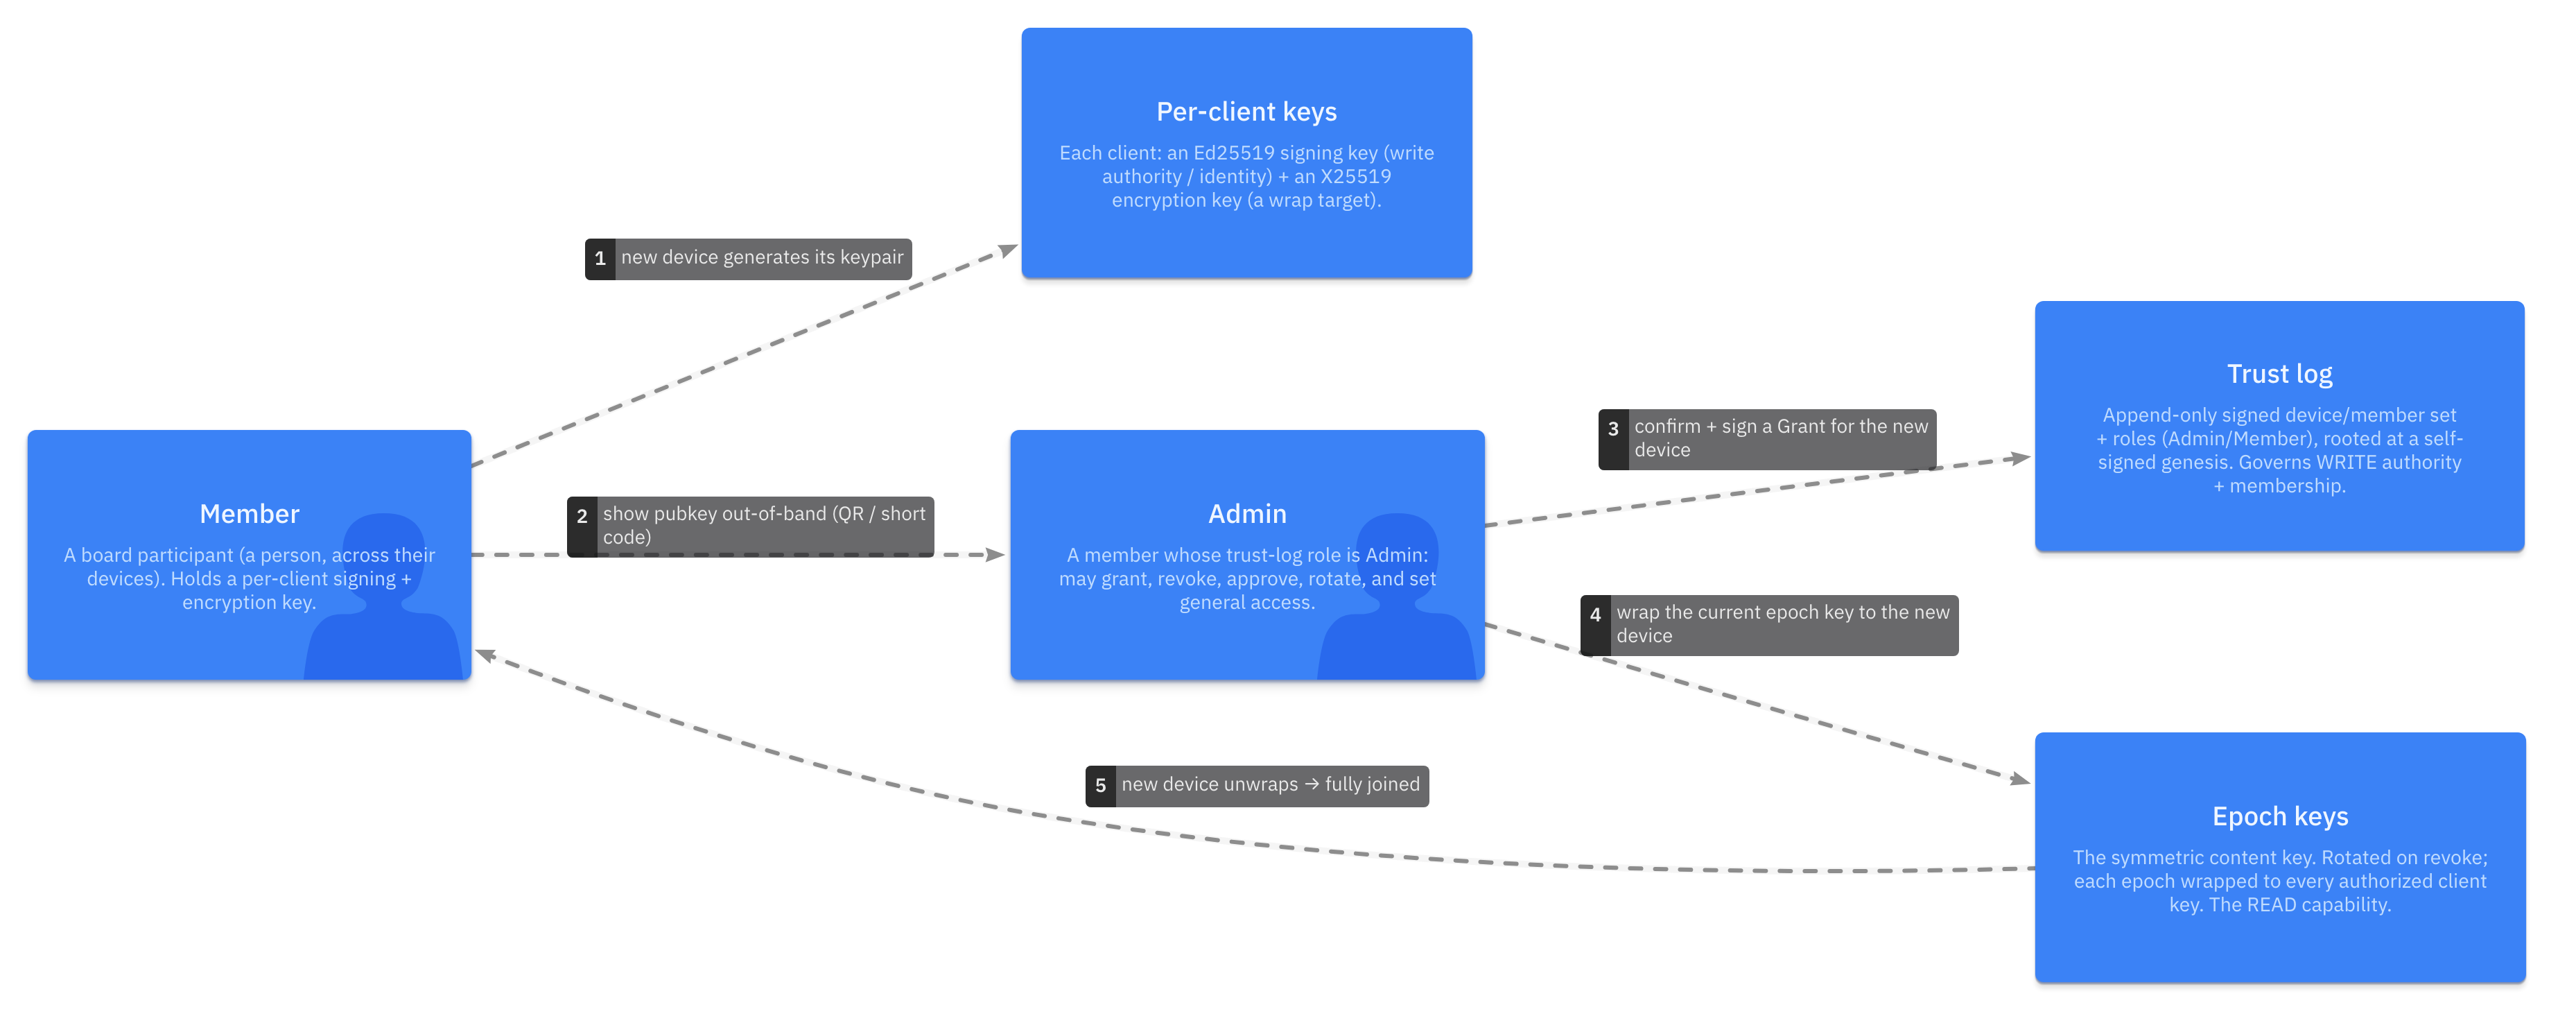 Per-client keys
Each client: an Ed25519 signing key (write
authority / identity) + an X25519
encryption key (a wrap target).
1 new device generates its keypair
Trust log
Append-only signed device/member set
+ roles (Admin/Member), rooted at a self-
signed genesis. Governs WRITE authority
+ membership.
3 confirm + sign a Grant for the new
device
Member
A board participant (a person, across their
devices). Holds a per-client signing +
encryption key.
2 show pubkey out-of-band (QR / short
code)
Admin
A member whose trust-log role is Admin:
may grant, revoke, approve, rotate, and set
general access.
4 wrap the current epoch key to the new
device
5 new device unwraps → fully joined
Epoch keys
The symmetric content key. Rotated on revoke;
each epoch wrapped to every authorized client
key. The READ capability.